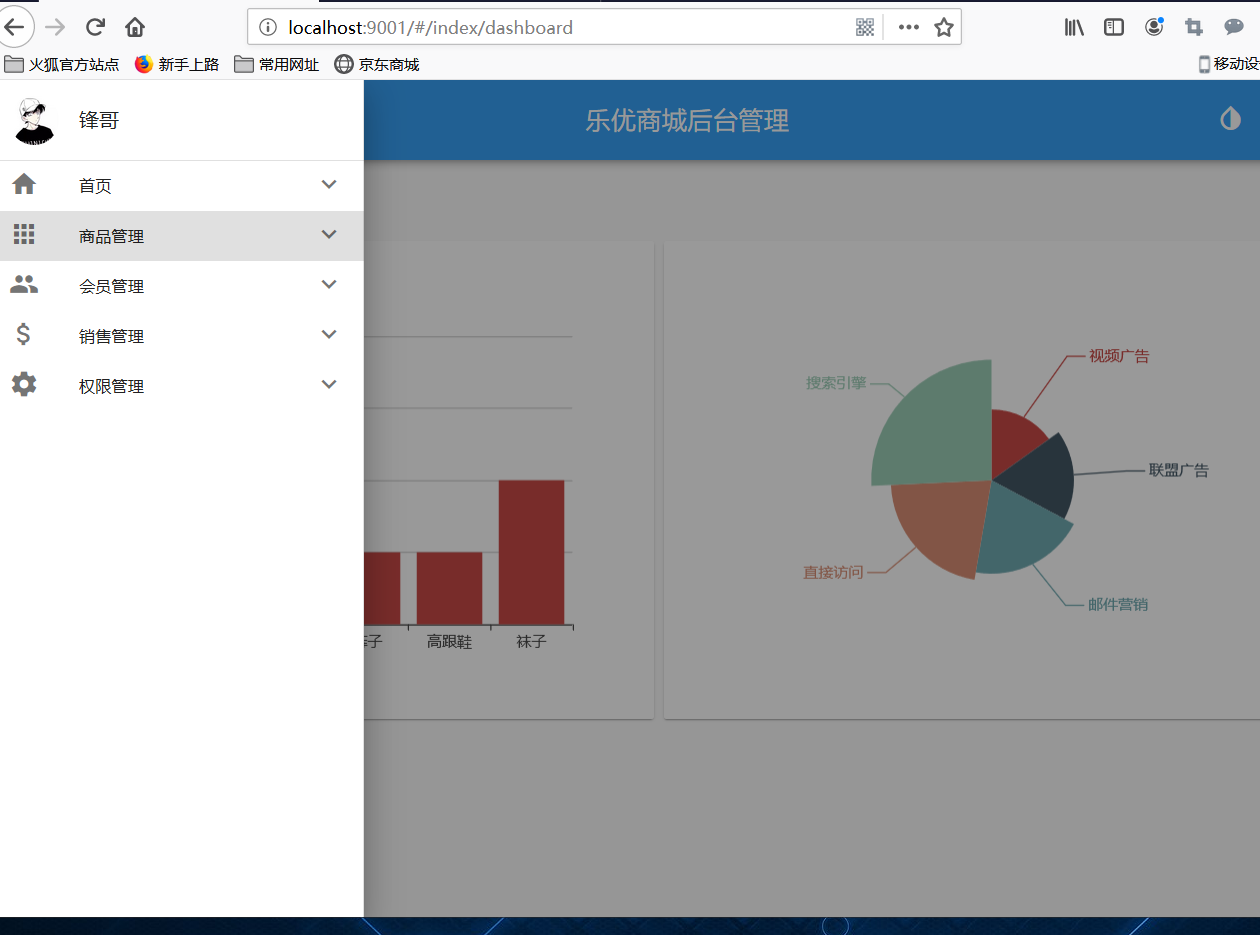 localhost:9001/#/index/dashboard
火狐官方站点 新手上路 常用网址 京东商城 移动设
锋哥
乐优商城后台管理
首页
商品管理
会员管理
销售管理
权限管理
视频广告
搜索引擎
联盟广告
直接访问
邮件营销
子 高跟鞋 袜子